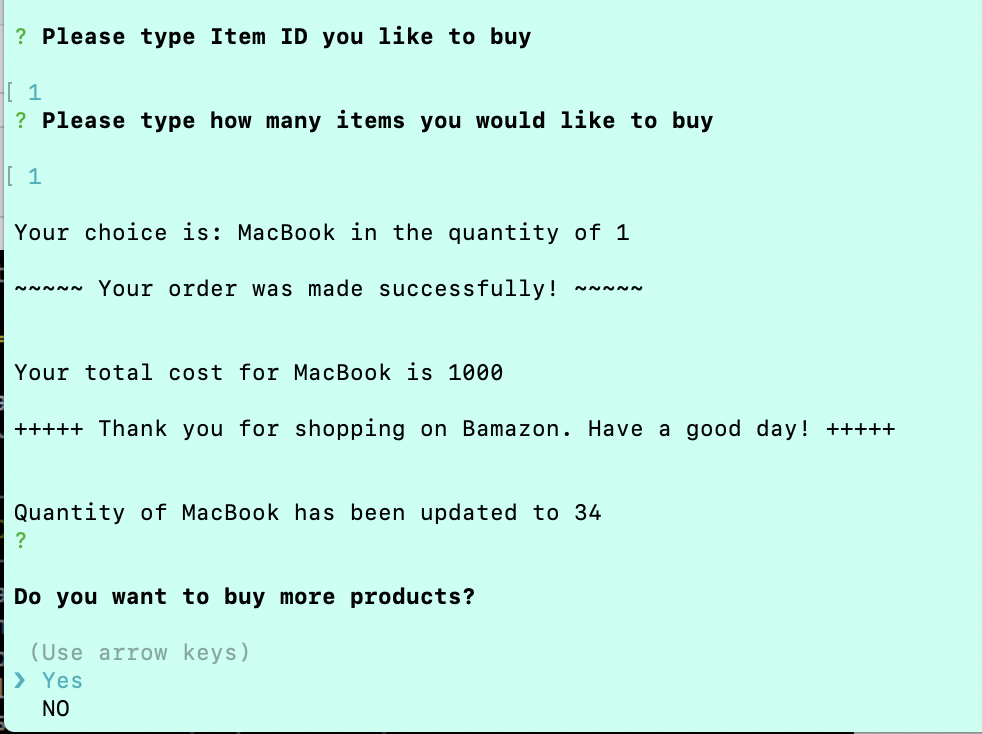 ? Please type Item ID you like to buy
[ 1
? Please type how many items you would like to buy
[ 1
Your choice is: MacBook in the quantity of 1
~~~~~ Your order was made successfully! ~~~~~
Your total cost for MacBook is 1000
+++++ Thank you for shopping on Bamazon. Have a good day! +++++
Quantity of MacBook has been updated to 34
?
Do you want to buy more products?
(Use arrow keys)
❯ Yes
NO